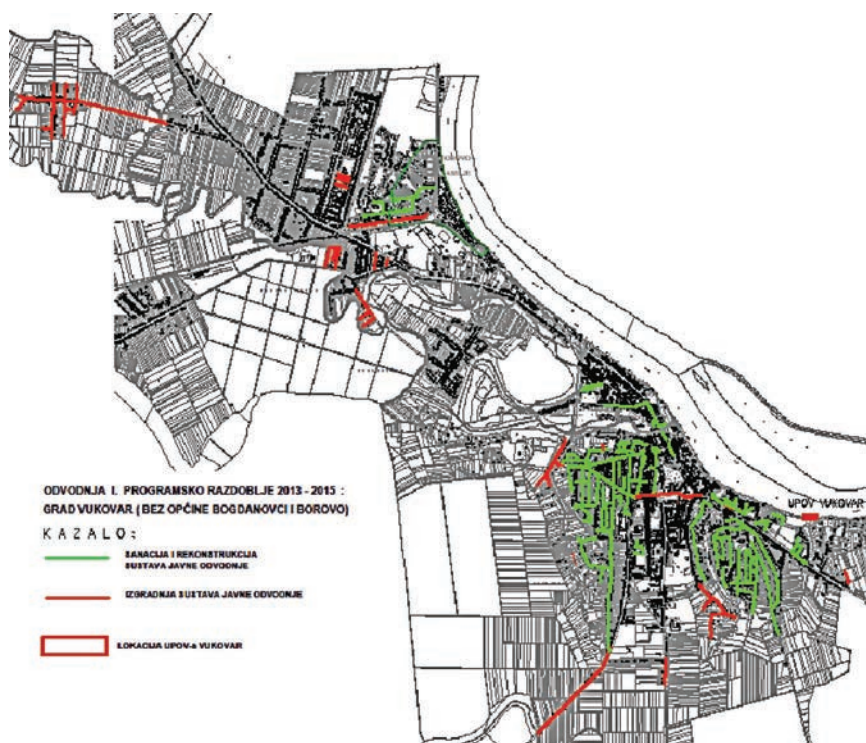 UPOV VUKOVAR
ODVODNJA I. PROGRAMSKO RAZDOBLJE 2013 - 2015 :
GRAD VUKOVAR ( BEZ OPĆINE BOGDANOVCI I BOROVO)
KAZALO:
SANACIJA I REKONSTRUKCIJA
SUSTAVA JAVNE ODVODNJE
IZGRADNJA SUSTAVA JAVNE ODVODNJE
LOKACIJA UPOV-a VUKOVAR